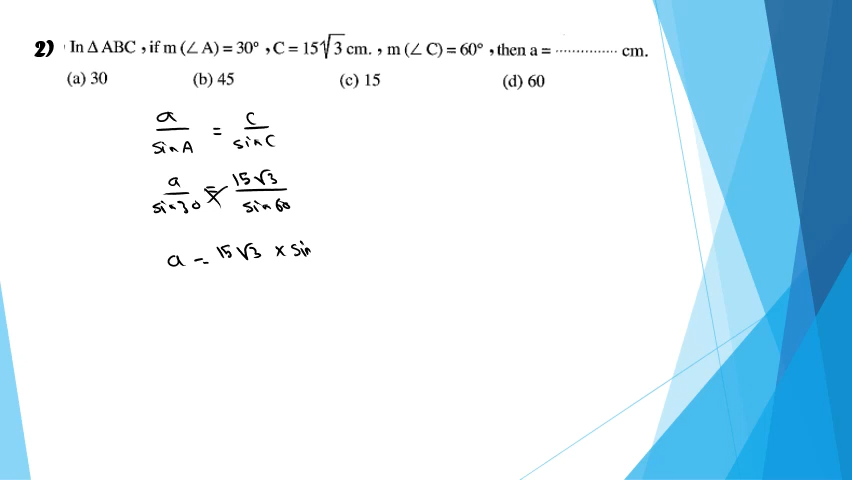 2) In Δ ABC , if m (∠ A) = 30° , C = 15√3 cm. , m (∠ C) = 60° , then a = ............... cm.
(a) 30 (b) 45 (c) 15 (d) 60
a/sin A = c/sin C
a/sin 30 = 15√3/sin 60
a = 15√3 × sin